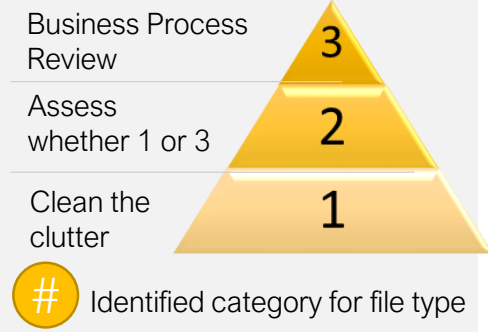 Business Process
Review
3
Assess
whether 1 or 3
2
Clean the
clutter
1
# Identified category for file type